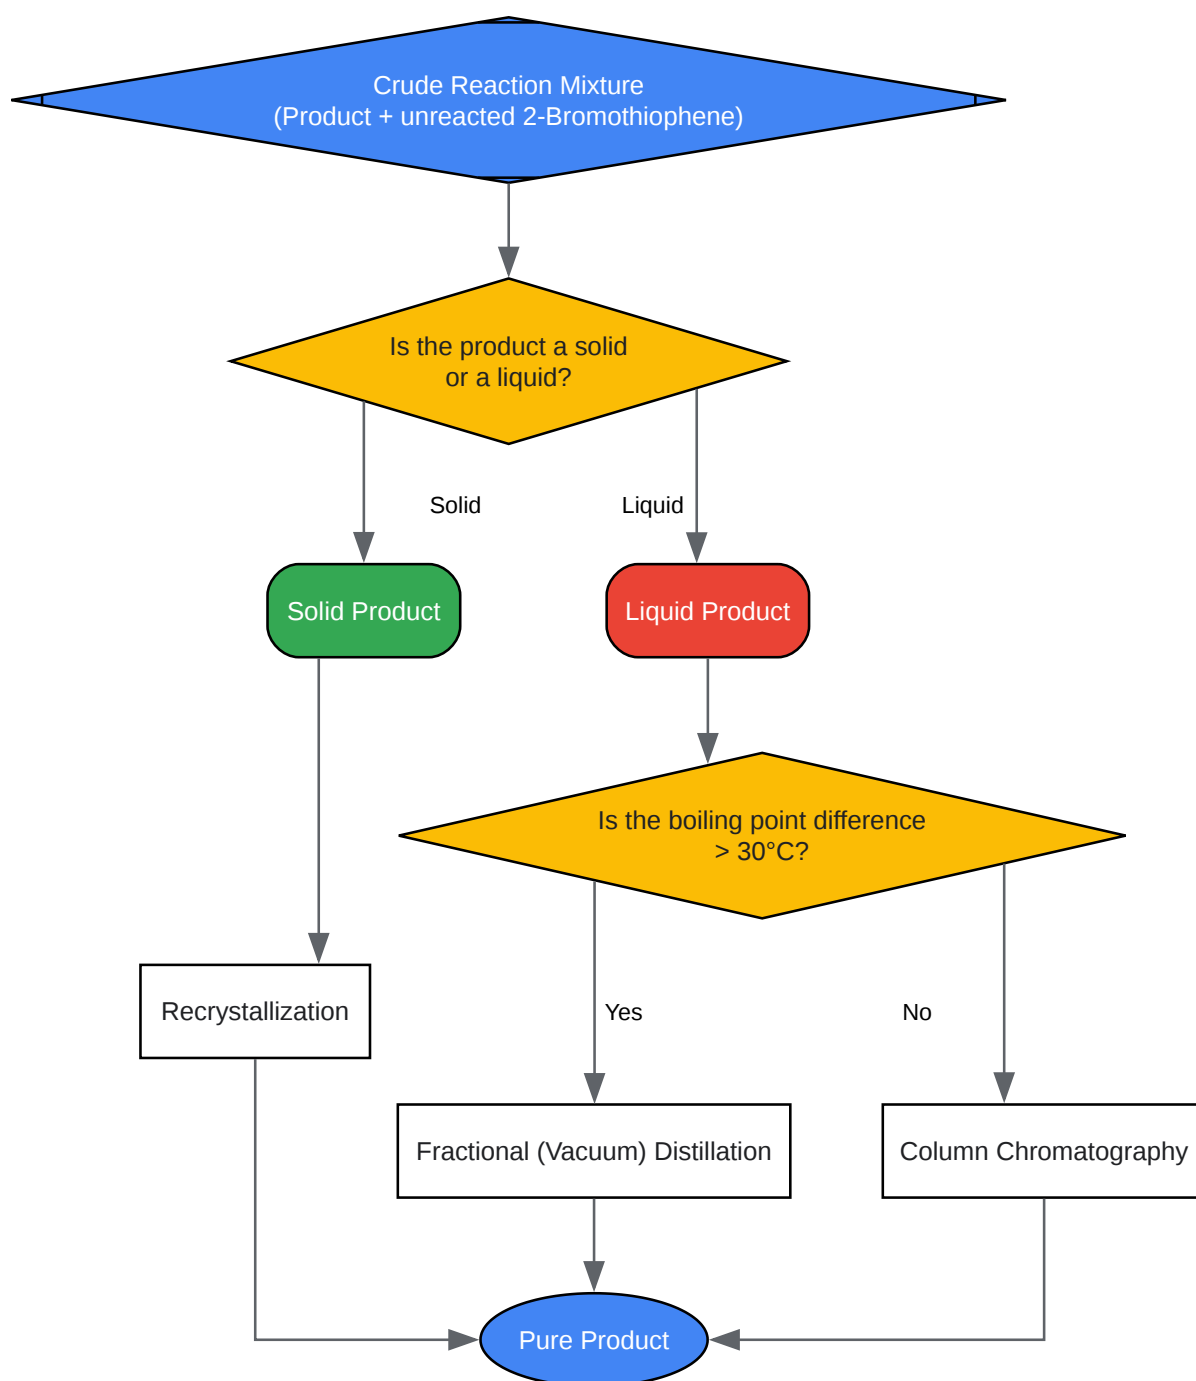 Crude Reaction Mixture
(Product + unreacted 2-Bromothiophene)
Is the product a solid
or a liquid?
Solid
Liquid
Solid Product
Liquid Product
Is the boiling point difference
> 30°C?
Recrystallization
Yes
No
Fractional (Vacuum) Distillation
Column Chromatography
Pure Product